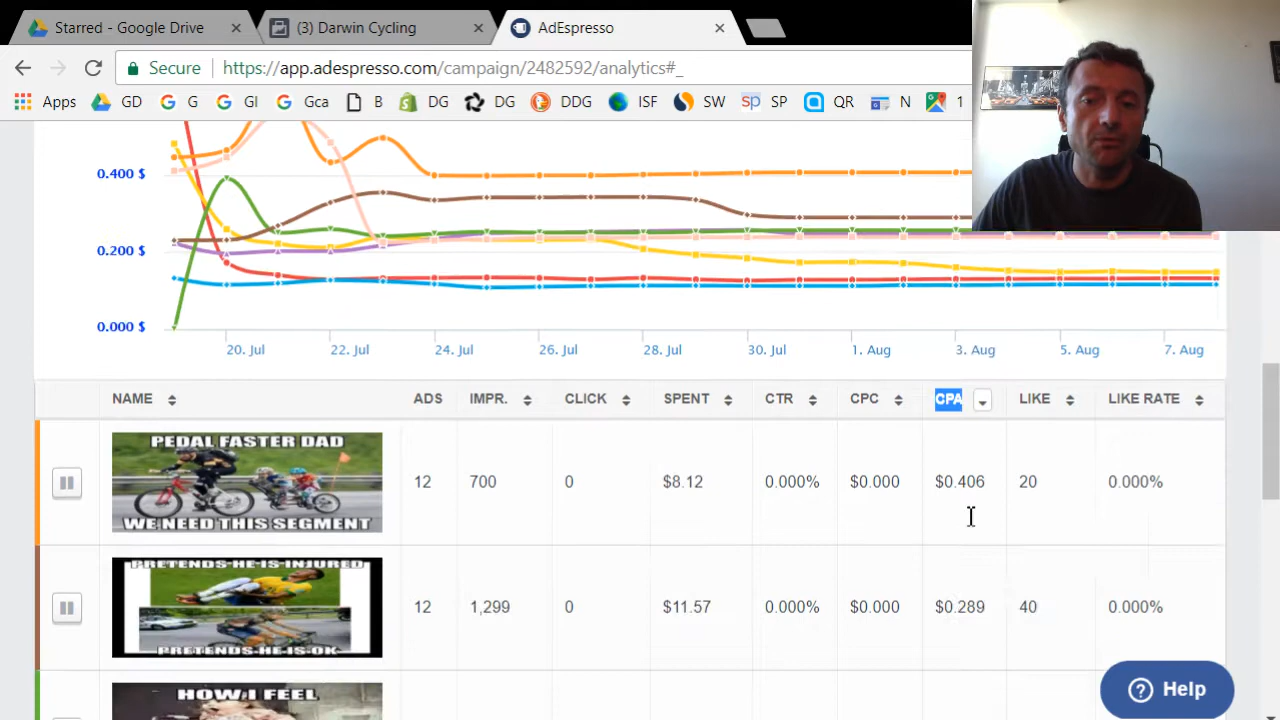 Starred - Google Drive
(3) Darwin Cycling
AdEspresso
Secure https://app.adespresso.com/campaign/2482592/analytics#_
Apps GD G GI Gca B DG DG DDG ISF SW SP QR N 1
0.400 $
0.200 $
0.000 $
20. Jul 22. Jul 24. Jul 26. Jul 28. Jul 30. Jul 1. Aug 3. Aug 5. Aug 7. Aug
NAME ADS IMPR. CLICK SPENT CTR CPC CPA LIKE LIKE RATE
PEDAL FASTER DAD
WE NEED THIS SEGMENT
12 700 0 $8.12 0.000% $0.000 $0.406 20 0.000%
PRETENDS HE IS INJURED
PRETENDS HE IS OK
12 1,299 0 $11.57 0.000% $0.000 $0.289 40 0.000%
HOW I FEEL
Help